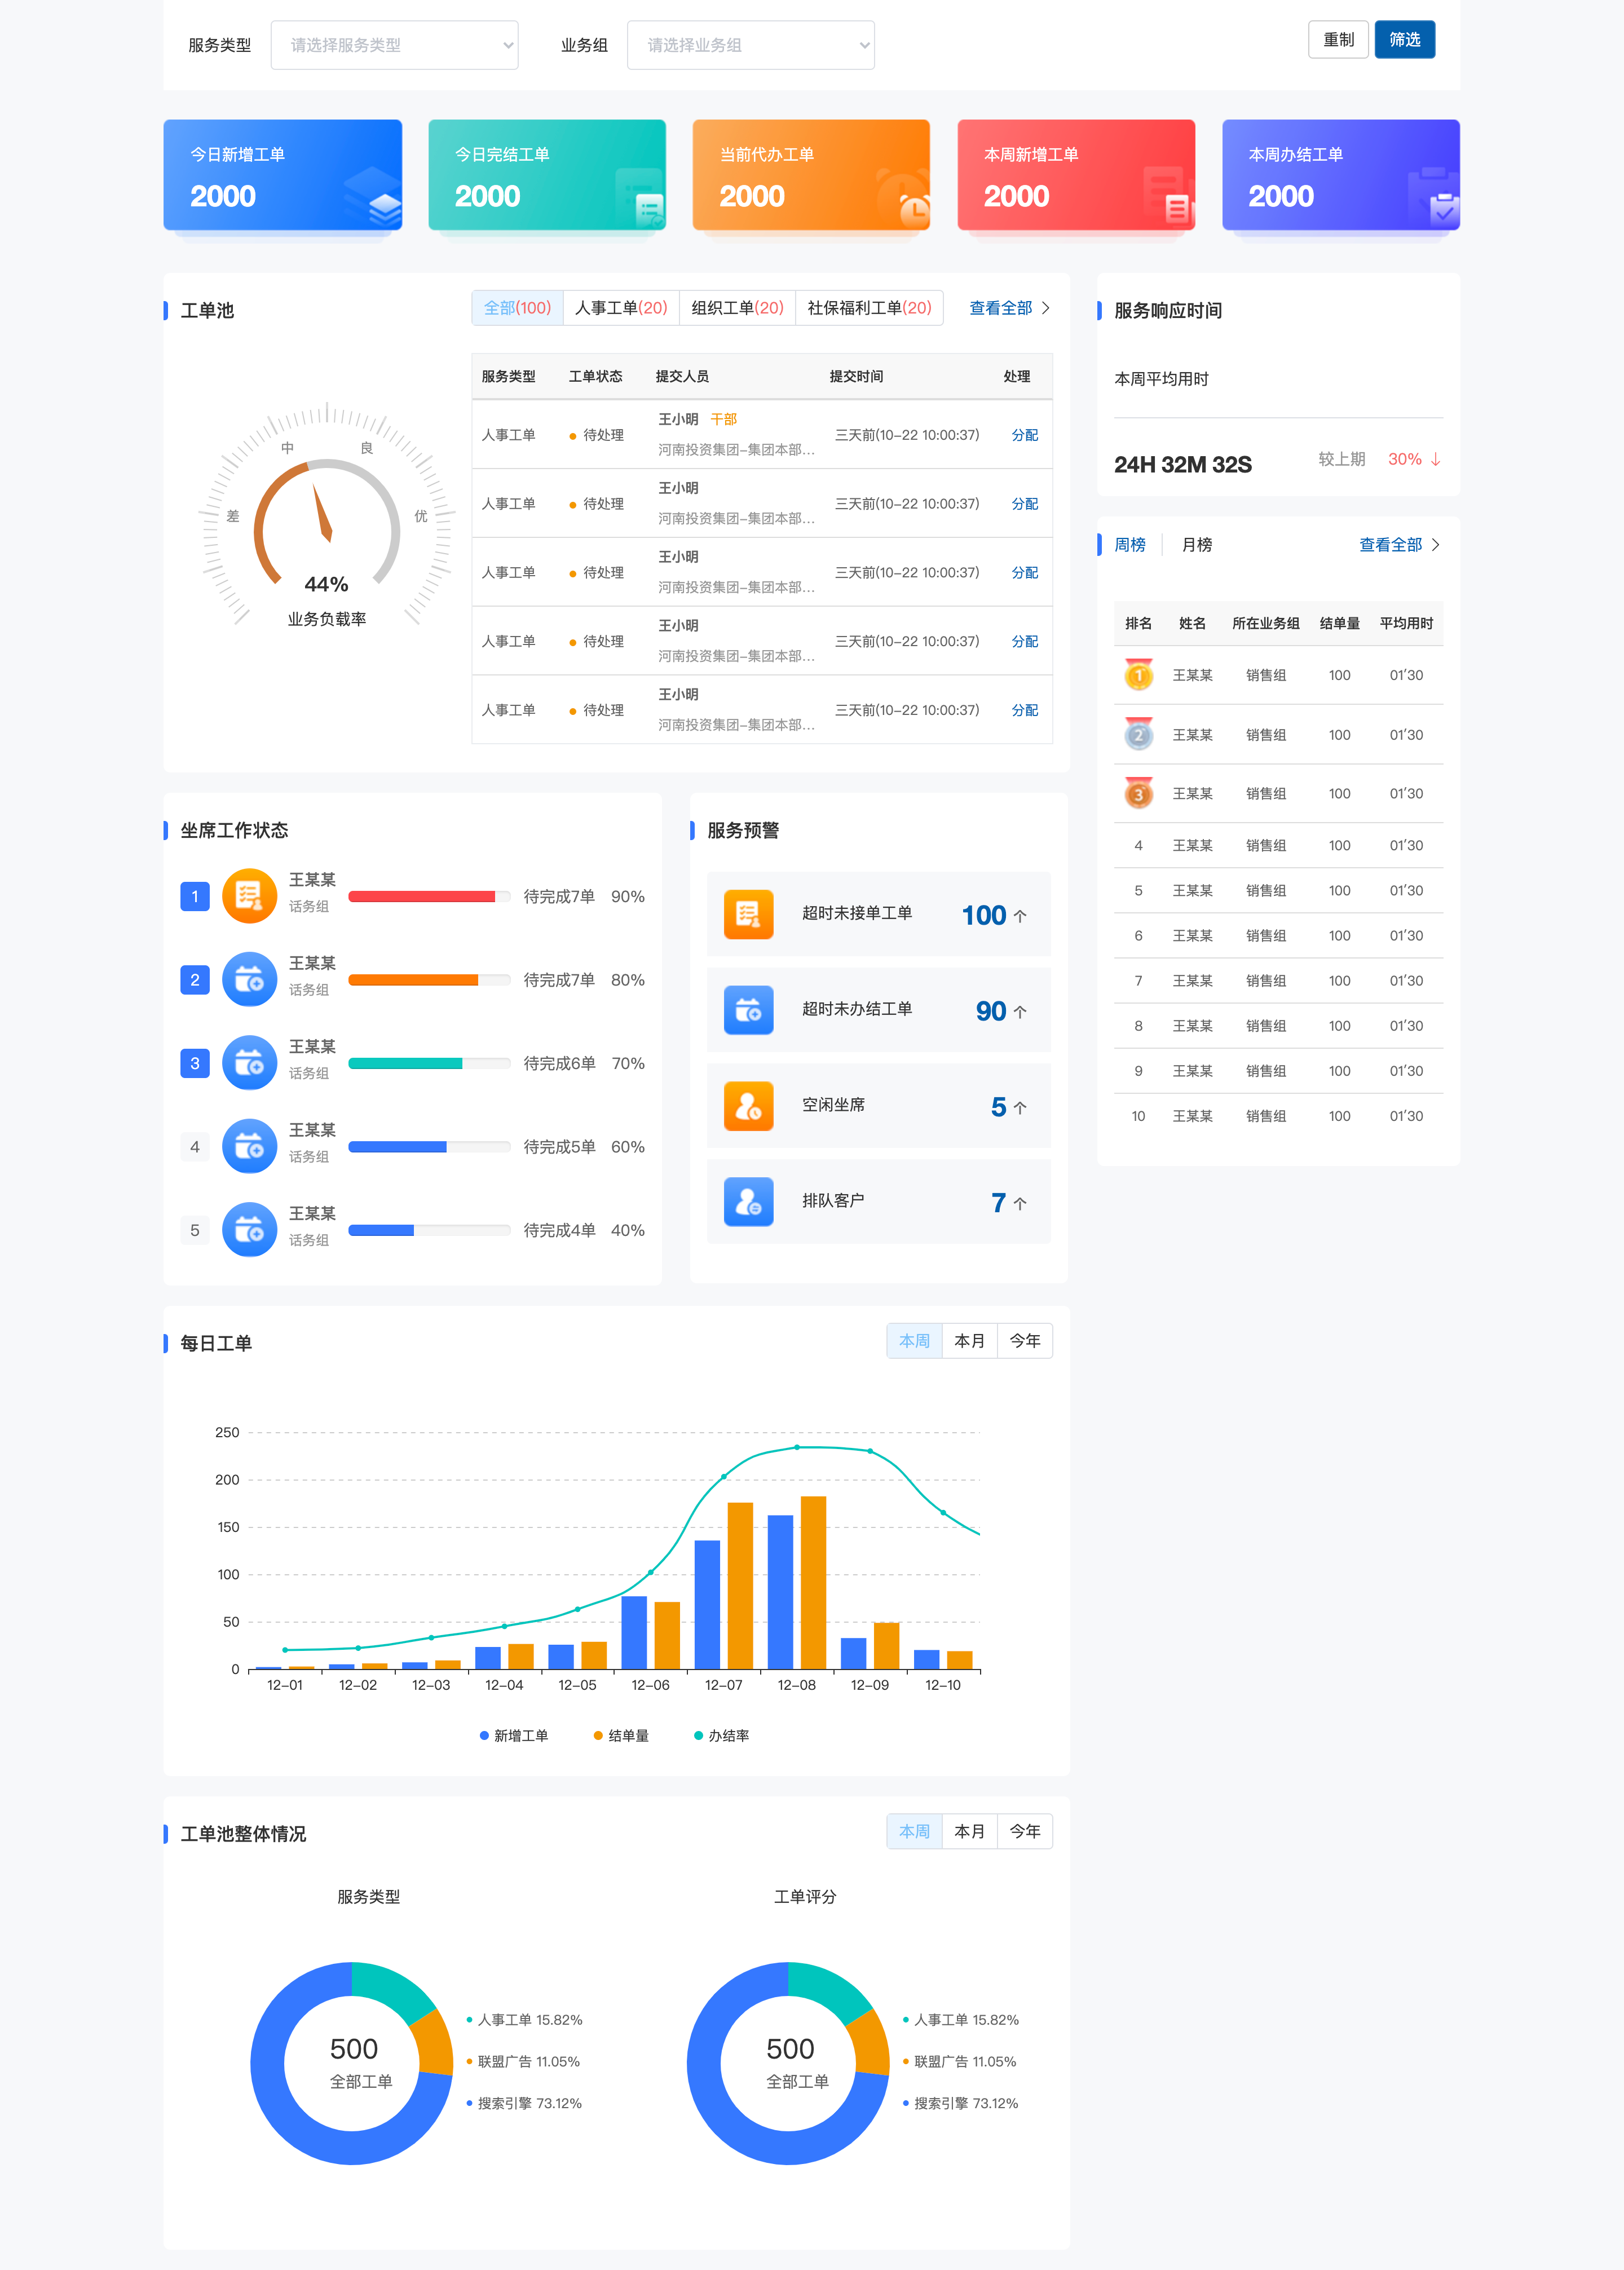 服务类型 请选择服务类型 业务组 请选择业务组 重制 筛选
今日新增工单 今日完结工单 当前代办工单 本周新增工单 本周办结工单
2000 2000 2000 2000 2000
工单池 全部(100) 人事工单(20) 组织工单(20) 社保福利工单(20) 查看全部
差 中 良 优
44%
业务负载率
服务类型 工单状态 提交人员 提交时间 处理
王小明 干部
人事工单 待处理 三天前(10-22 10:00:37) 分配
河南投资集团-集团本部...
王小明
人事工单 待处理 三天前(10-22 10:00:37) 分配
河南投资集团-集团本部...
王小明
人事工单 待处理 三天前(10-22 10:00:37) 分配
河南投资集团-集团本部...
王小明
人事工单 待处理 三天前(10-22 10:00:37) 分配
河南投资集团-集团本部...
王小明
人事工单 待处理 三天前(10-22 10:00:37) 分配
河南投资集团-集团本部...
服务响应时间
本周平均用时
24H 32M 32S 较上期 30% ↓
周榜 月榜 查看全部
排名 姓名 所在业务组 结单量 平均用时
1 王某某 销售组 100 01'30
2 王某某 销售组 100 01'30
3 王某某 销售组 100 01'30
4 王某某 销售组 100 01'30
5 王某某 销售组 100 01'30
6 王某某 销售组 100 01'30
7 王某某 销售组 100 01'30
8 王某某 销售组 100 01'30
9 王某某 销售组 100 01'30
10 王某某 销售组 100 01'30
坐席工作状态
王某某
1 待完成7单 90%
话务组
王某某
2 待完成7单 80%
话务组
王某某
3 待完成6单 70%
话务组
王某某
4 待完成5单 60%
话务组
王某某
5 待完成4单 40%
话务组
服务预警
超时未接单工单 100 个
超时未办结工单 90 个
空闲坐席 5 个
排队客户 7 个
每日工单 本周 本月 今年
250
200
150
100
50
0
12-01 12-02 12-03 12-04 12-05 12-06 12-07 12-08 12-09 12-10
新增工单 结单量 办结率
工单池整体情况 本周 本月 今年
服务类型
500
全部工单
人事工单 15.82%
联盟广告 11.05%
搜索引擎 73.12%
工单评分
500
全部工单
人事工单 15.82%
联盟广告 11.05%
搜索引擎 73.12%